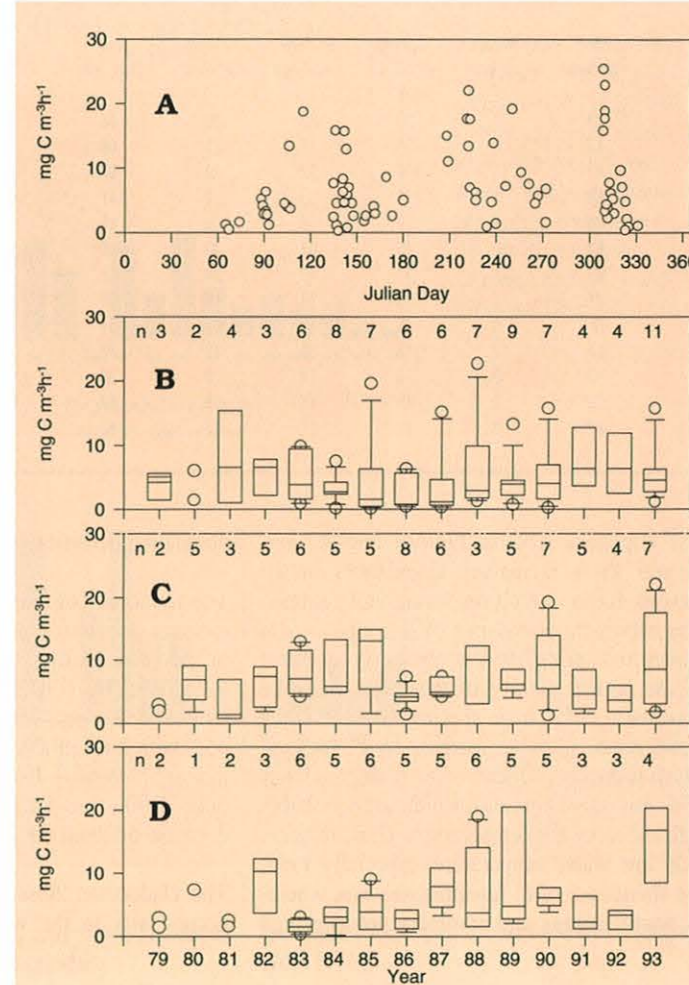 30
A
20
10
0
mg C m-3h-1
0 30 60 90 120 150 180 210 240 270 300 330 360
Julian Day
30
n 3 2 4 3 6 8 7 6 6 7 9 7 4 4 11
B
20
10
0
mg C m-3h-1
30
n 2 5 3 5 6 5 5 8 6 3 5 7 5 4 7
C
20
10
0
mg C m-3h-1
30
n 2 1 2 3 6 4 6 6 5 5 5 5 3 3 4
D
20
10
0
mg C m-3h-1
79 80 81 82 83 84 85 86 87 88 89 90 91 92 93
Year